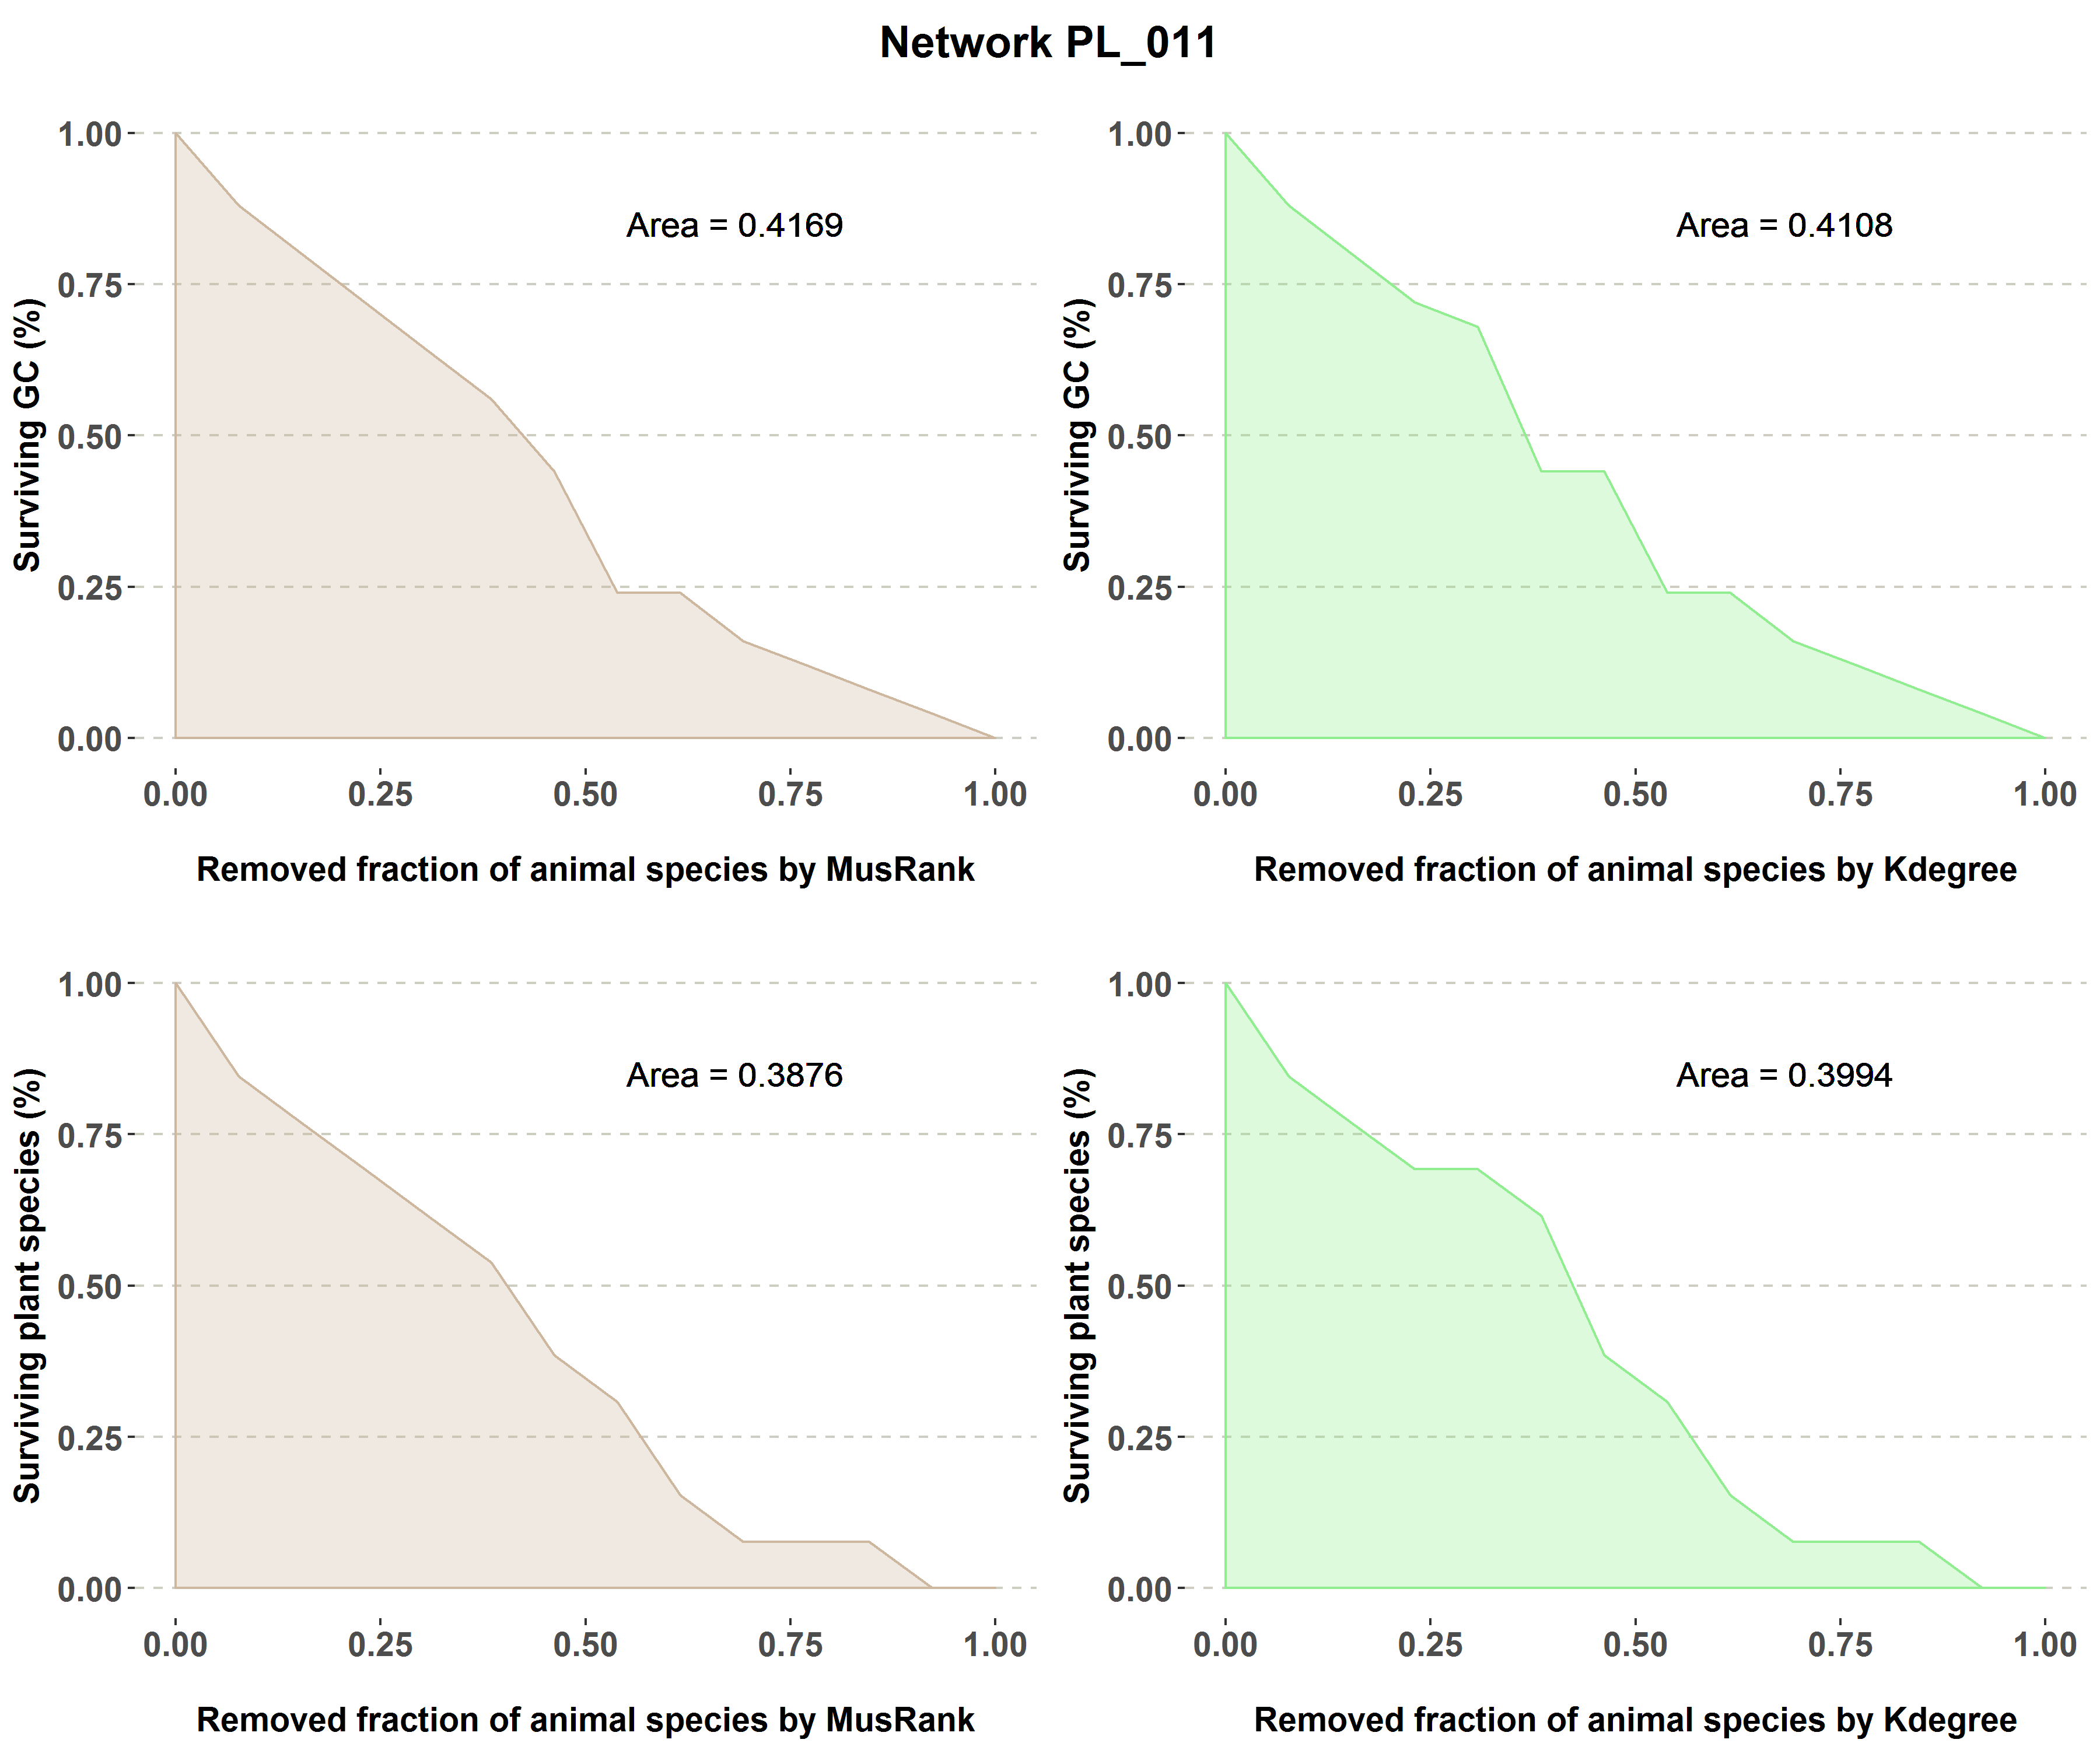 Network PL_011
Surviving GC (%)
1.00
0.75
0.50
0.25
0.00
Area = 0.4169
0.00 0.25 0.50 0.75 1.00
Removed fraction of animal species by MusRank
Surviving GC (%)
1.00
0.75
0.50
0.25
0.00
Area = 0.4108
0.00 0.25 0.50 0.75 1.00
Removed fraction of animal species by Kdegree
Surviving plant species (%)
1.00
0.75
0.50
0.25
0.00
Area = 0.3876
0.00 0.25 0.50 0.75 1.00
Removed fraction of animal species by MusRank
Surviving plant species (%)
1.00
0.75
0.50
0.25
0.00
Area = 0.3994
0.00 0.25 0.50 0.75 1.00
Removed fraction of animal species by Kdegree